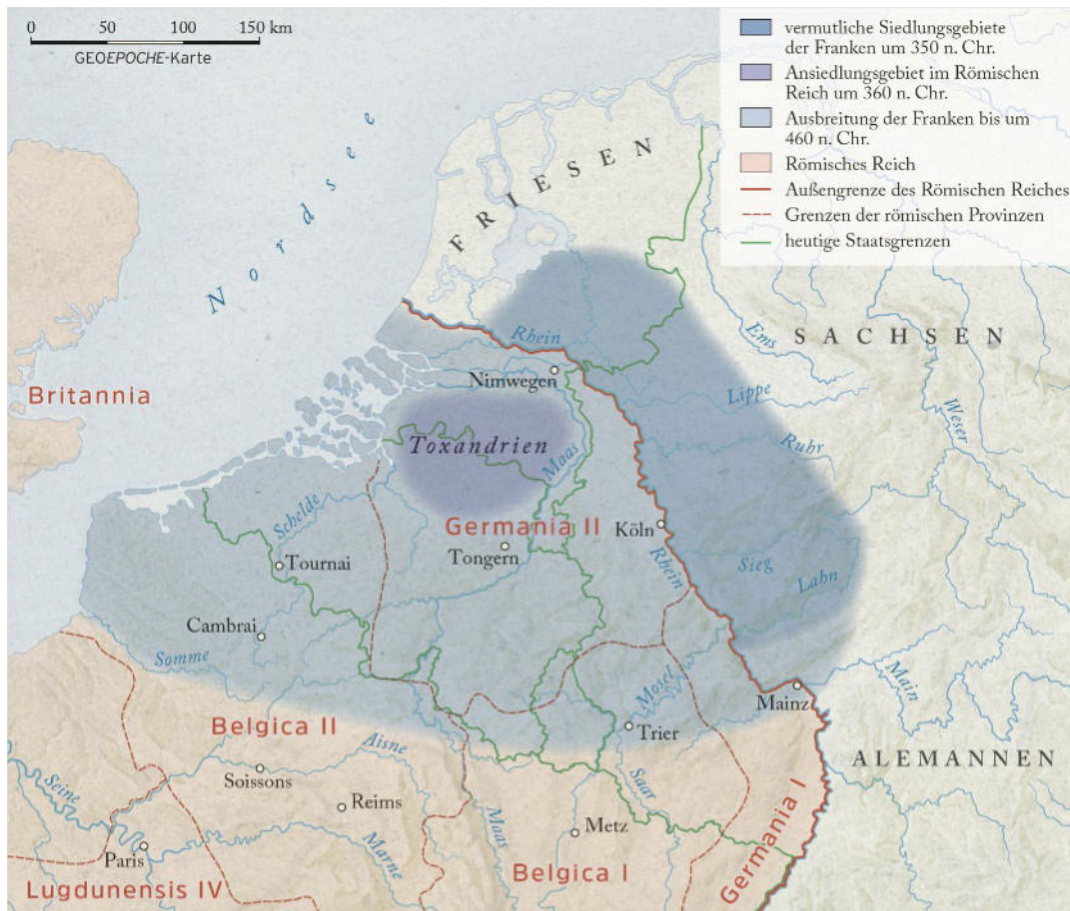 0 50 100 150 km
GEOEPOCHE-Karte
vermutliche Siedlungsgebiete
der Franken um 350 n. Chr.
Ansiedlungsgebiet im Römischen
Reich um 360 n. Chr.
Ausbreitung der Franken bis um
460 n. Chr.
Römisches Reich
Außengrenze des Römischen Reiches
Grenzen der römischen Provinzen
heutige Staatsgrenzen
Nordsee
FRIESEN
SACHSEN
Ems
Rhein
Nimwegen
Britannia
Lippe
Weser
Toxandrien
Maas
Ruhr
Schelde
Germania II
Köln
Tongern
Tournai
Rhein
Sieg
Lahn
Cambrai
Somme
Mosel
Main
Mainz
Belgica II
Trier
Aisne
ALEMANNEN
Soissons
Seine
Reims
Saar
Maas
Metz
Marne
Paris
Belgica I
Germania I
Lugdunensis IV